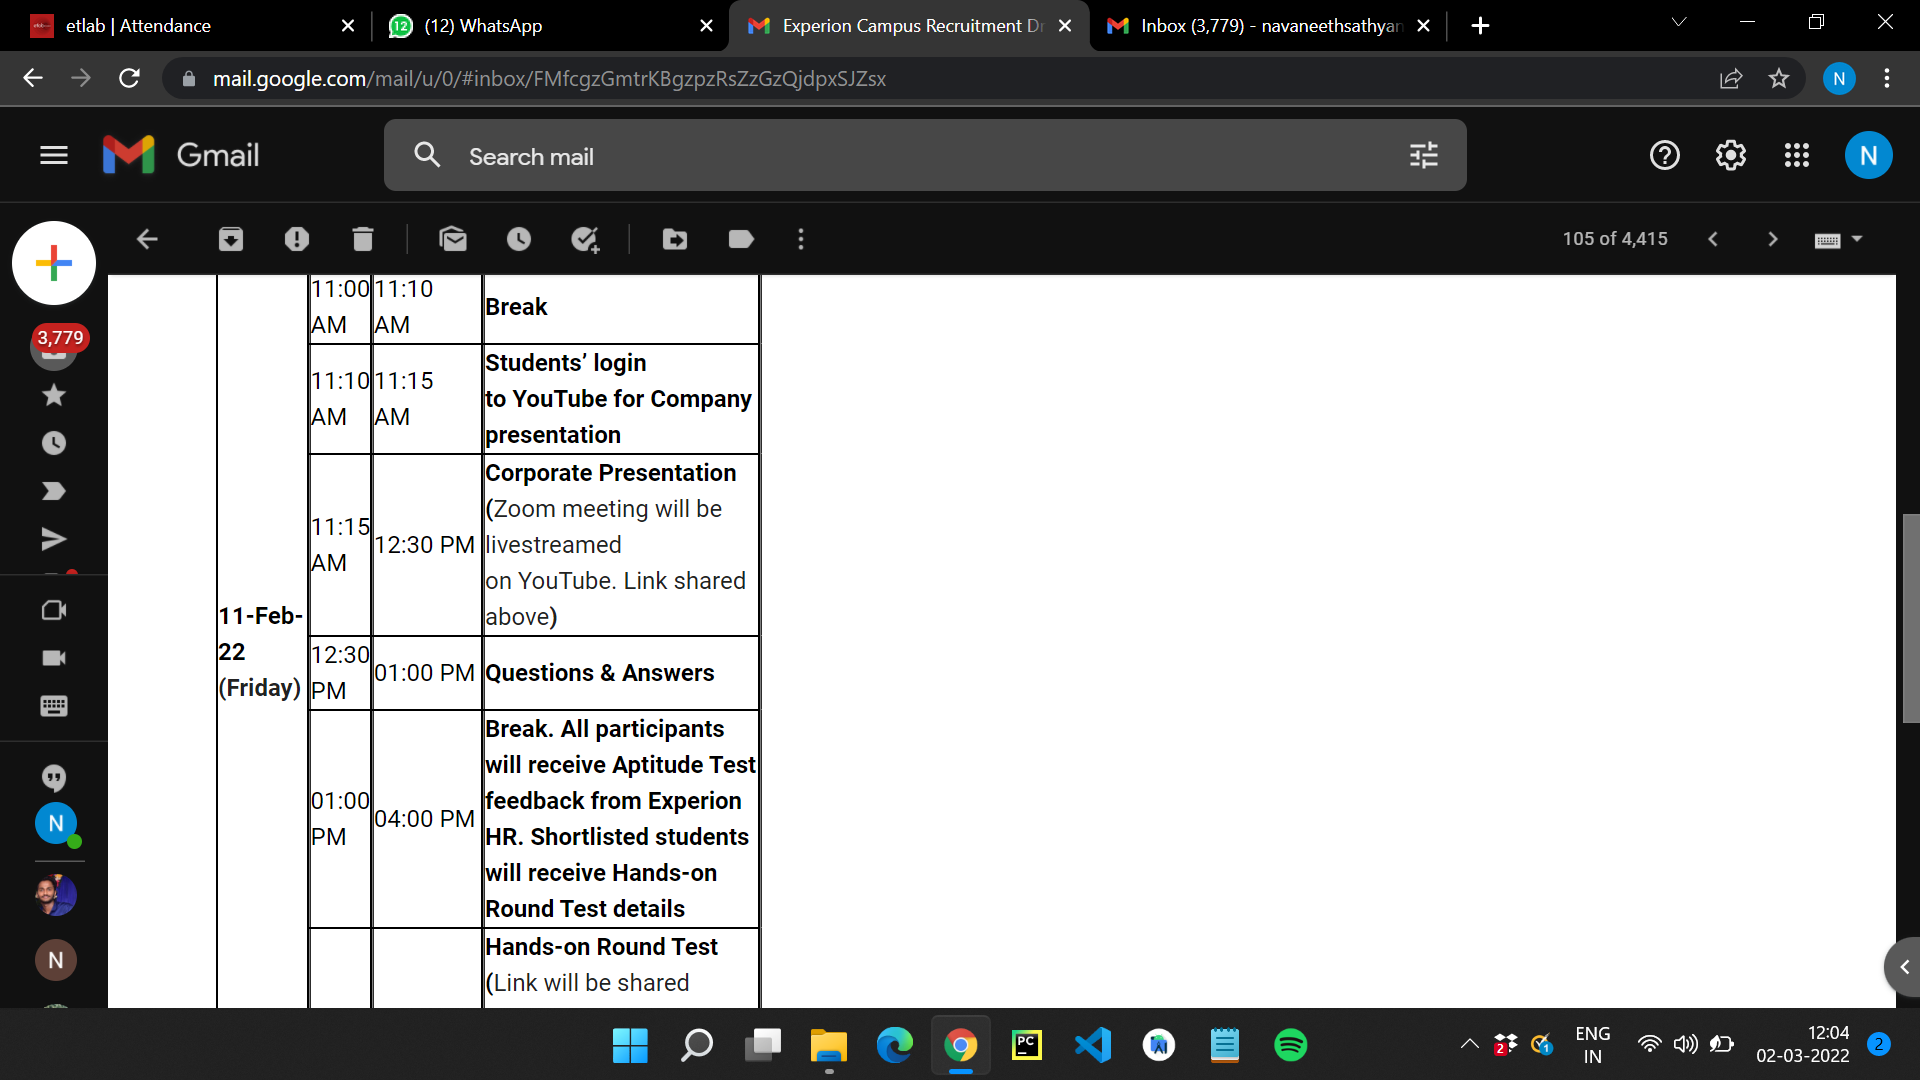 etlab | Attendance
(12) WhatsApp
Experion Campus Recruitment Dr
Inbox (3,779) - navaneethsathyan
mail.google.com/mail/u/0/#inbox/FMfcgzGmtrKBgzpzRsZzGzQjdpxSJZsx
N
Gmail
Search mail
N
105 of 4,415
3,779
11:00 AM
11:10 AM
Break
11:10 AM
11:15 AM
Students’ login
to YouTube for Company
presentation
11:15 AM
12:30 PM
Corporate Presentation
(Zoom meeting will be
livestreamed
on YouTube. Link shared
above)
11-Feb-
22
(Friday)
12:30 PM
01:00 PM
Questions & Answers
01:00 PM
04:00 PM
Break. All participants
will receive Aptitude Test
feedback from Experion
HR. Shortlisted students
will receive Hands-on
Round Test details
Hands-on Round Test
(Link will be shared
N
N
PC
2
1
ENG
IN
12:04
02-03-2022
2